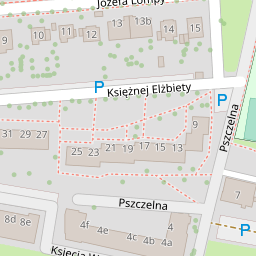 Józefa Lompy
13
13b
14
15
9
10
11
12
P
Księżnej Elżbiety
P
Pszczelna
9
31 29 27
25 23 21 19 17 15 13
Pszczelna
7
P
8d 8e
4f 4e 4c 4b 4a
Księcia W